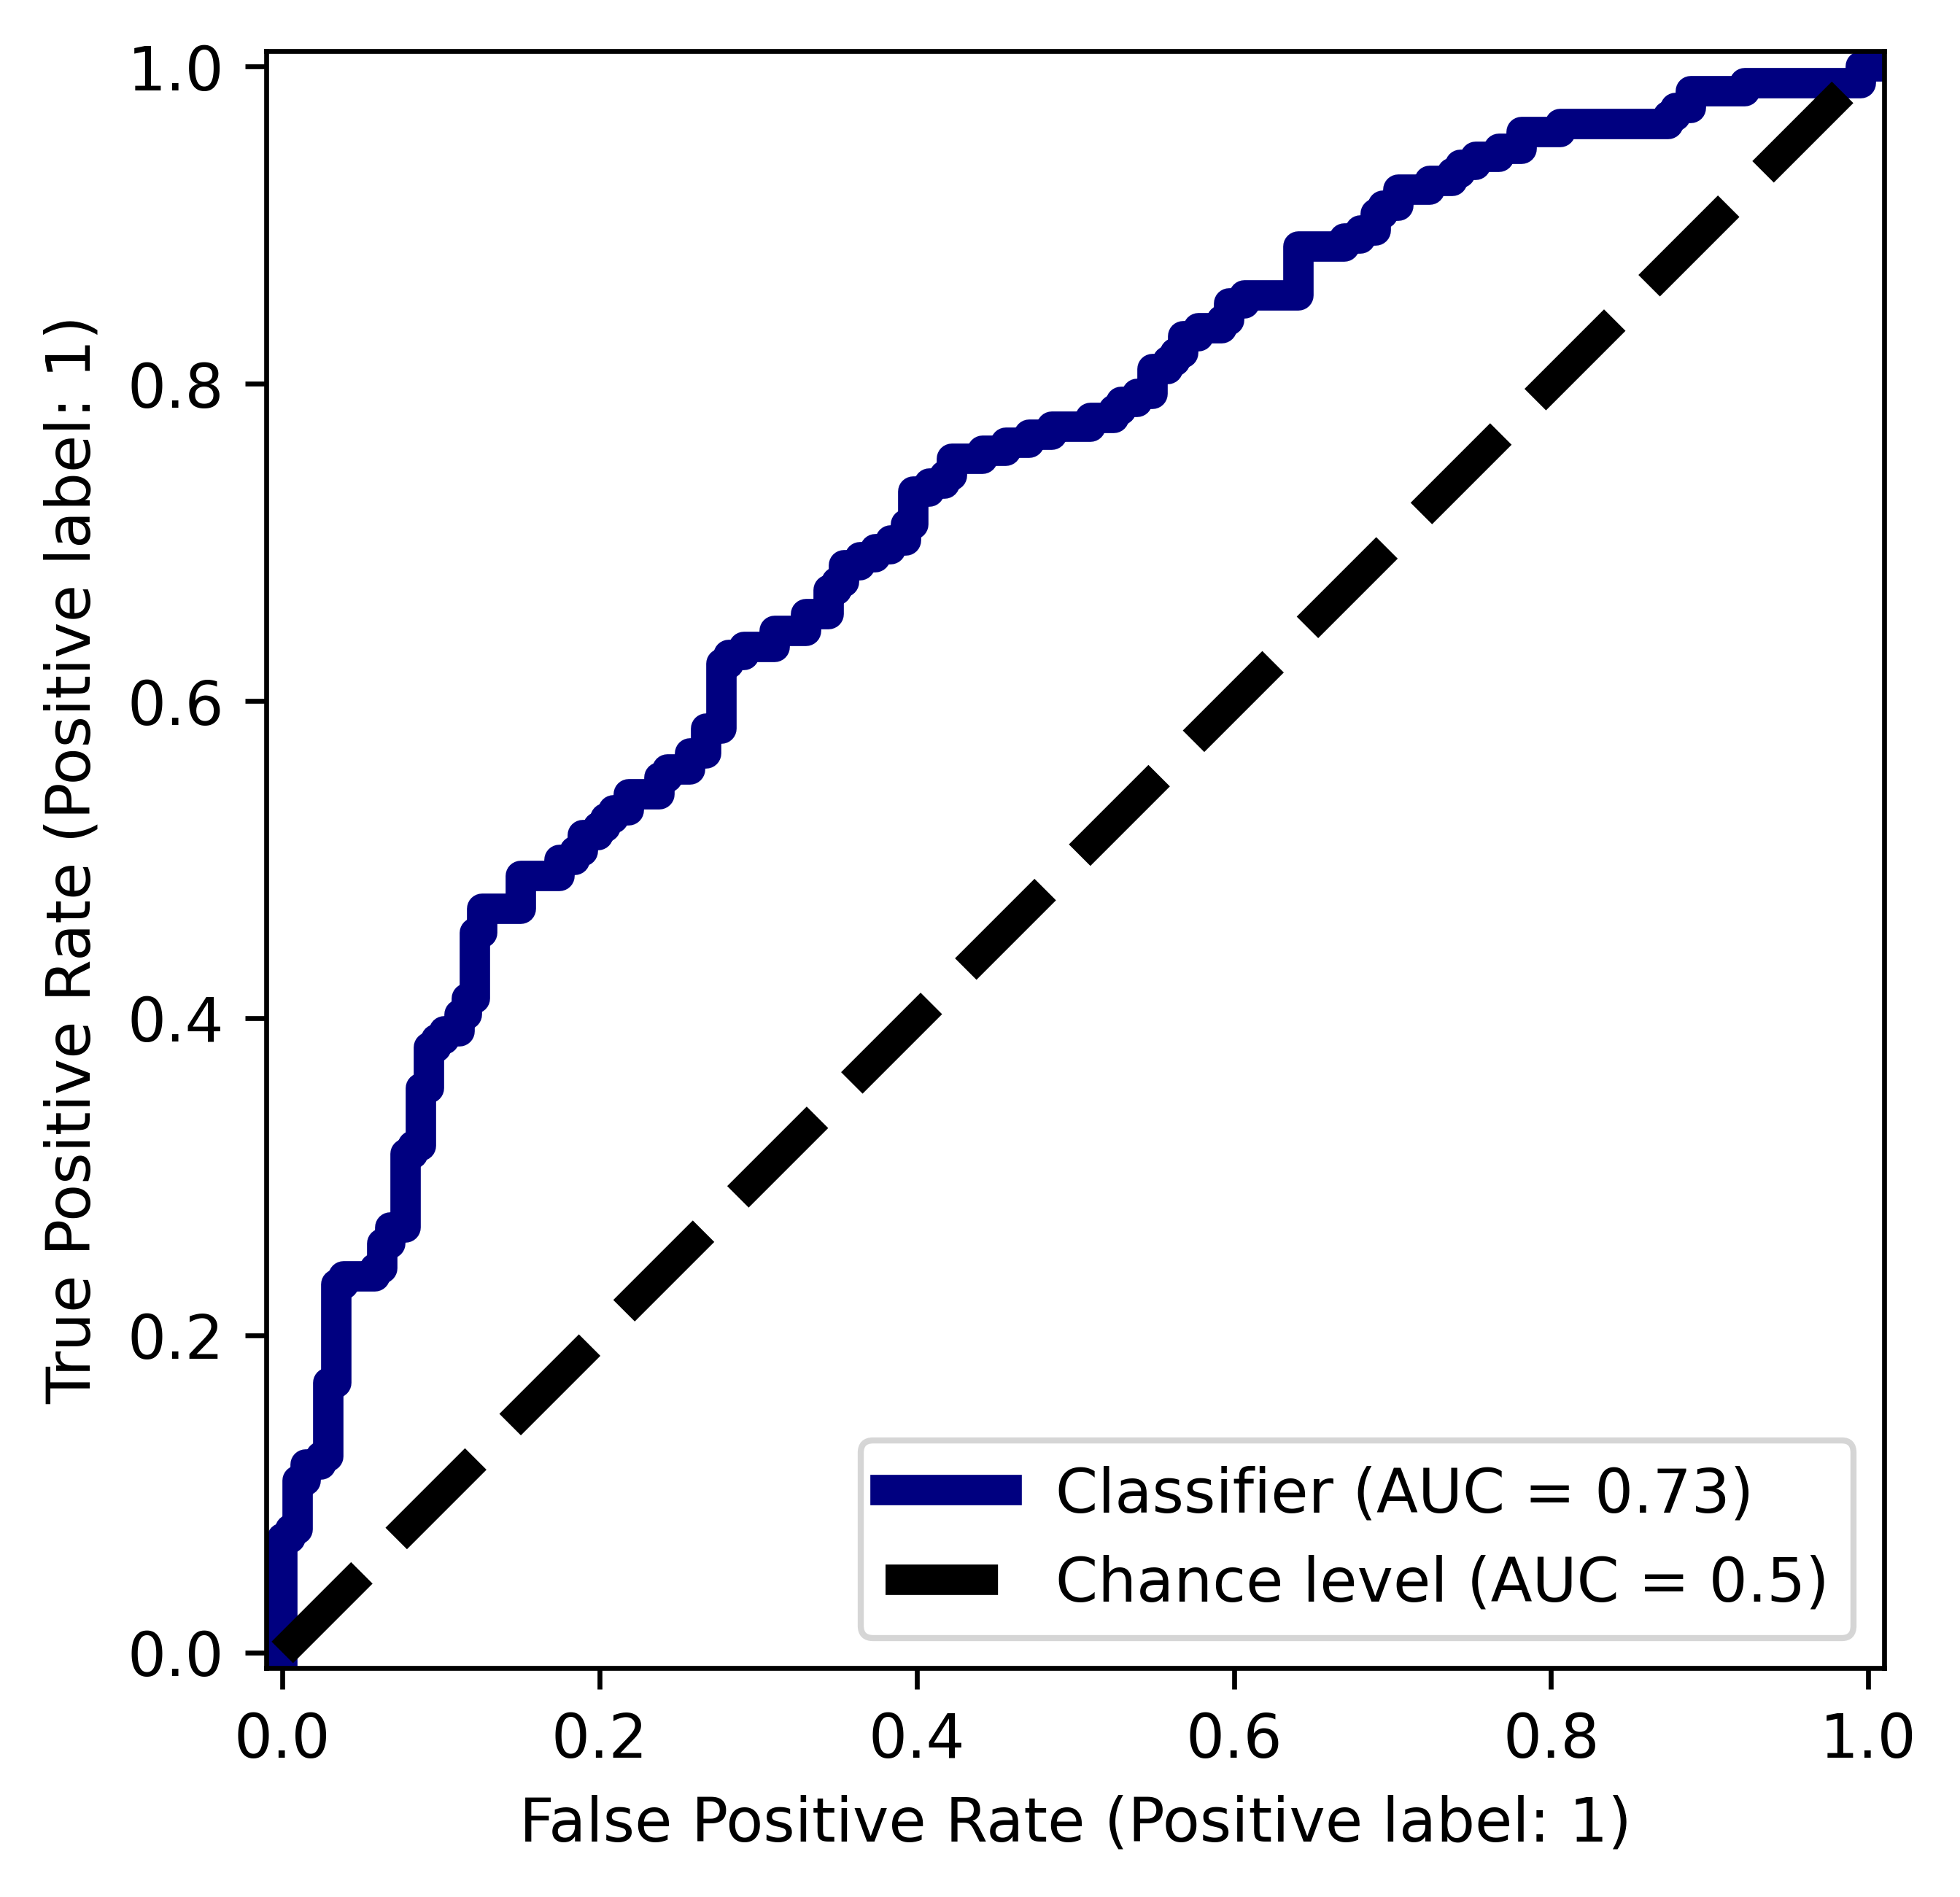 1.0
0.8
0.6
0.4
0.2
0.0
True Positive Rate (Positive label: 1)
Classifier (AUC = 0.73)
Chance level (AUC = 0.5)
0.0 0.2 0.4 0.6 0.8 1.0
False Positive Rate (Positive label: 1)